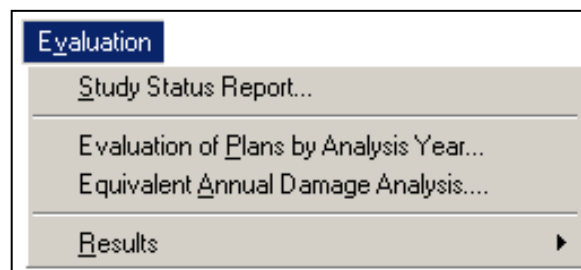 Evaluation
Study Status Report...
Evaluation of Plans by Analysis Year...
Equivalent Annual Damage Analysis....
Results